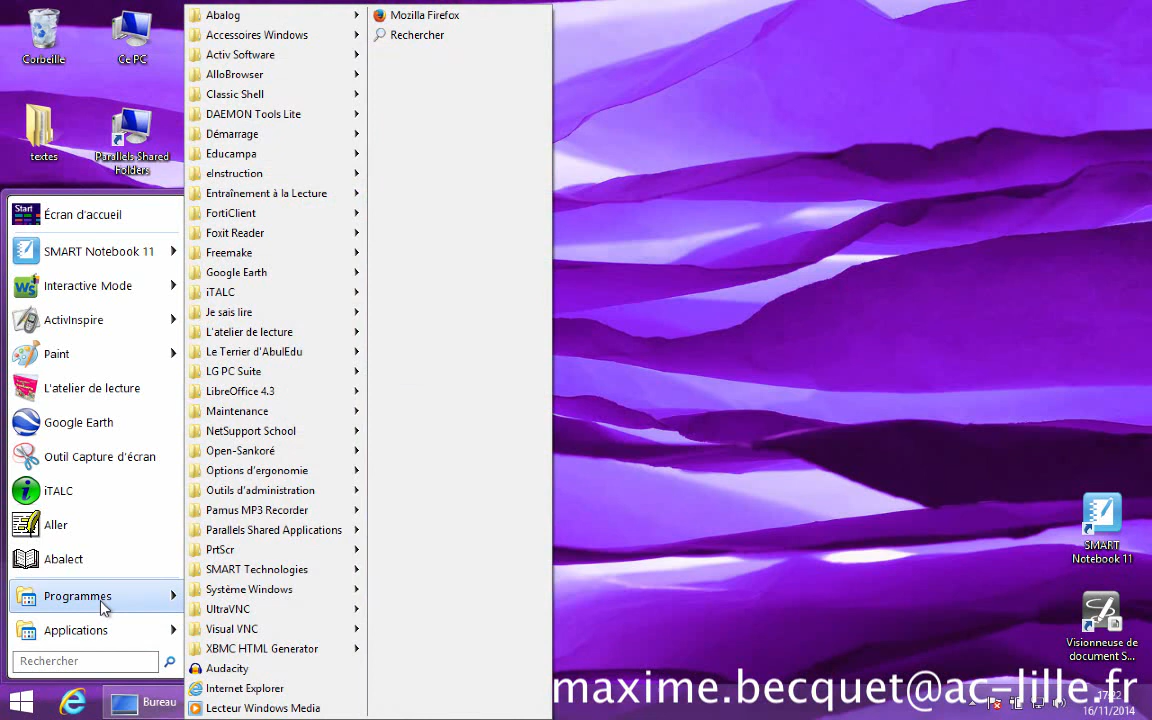 Corbeille
Ce PC
textes
Parallels Shared
Folders
Start
Écran d'accueil
SMART Notebook 11
Interactive Mode
ActivInspire
Paint
L'atelier de lecture
Google Earth
Outil Capture d'écran
iTALC
Aller
Abalect
Programmes
Applications
Rechercher
Bureau
Abalog
Accessoires Windows
Activ Software
AlloBrowser
Classic Shell
DAEMON Tools Lite
Démarrage
Educampa
eInstruction
Entraînement à la Lecture
FortiClient
Foxit Reader
Freemake
Google Earth
iTALC
Je sais lire
L'atelier de lecture
Le Terrier d'AbulEdu
LG PC Suite
LibreOffice 4.3
Maintenance
NetSupport School
Open-Sankoré
Options d'ergonomie
Outils d'administration
Pamus MP3 Recorder
Parallels Shared Applications
PrtScr
SMART Technologies
Système Windows
UltraVNC
Visual VNC
XBMC HTML Generator
Audacity
Internet Explorer
Lecteur Windows Media
Mozilla Firefox
Rechercher
SMART
Notebook 11
Visionneuse de
document S...
maxime.becquet@ac-lille.fr
17:22
16/11/2014